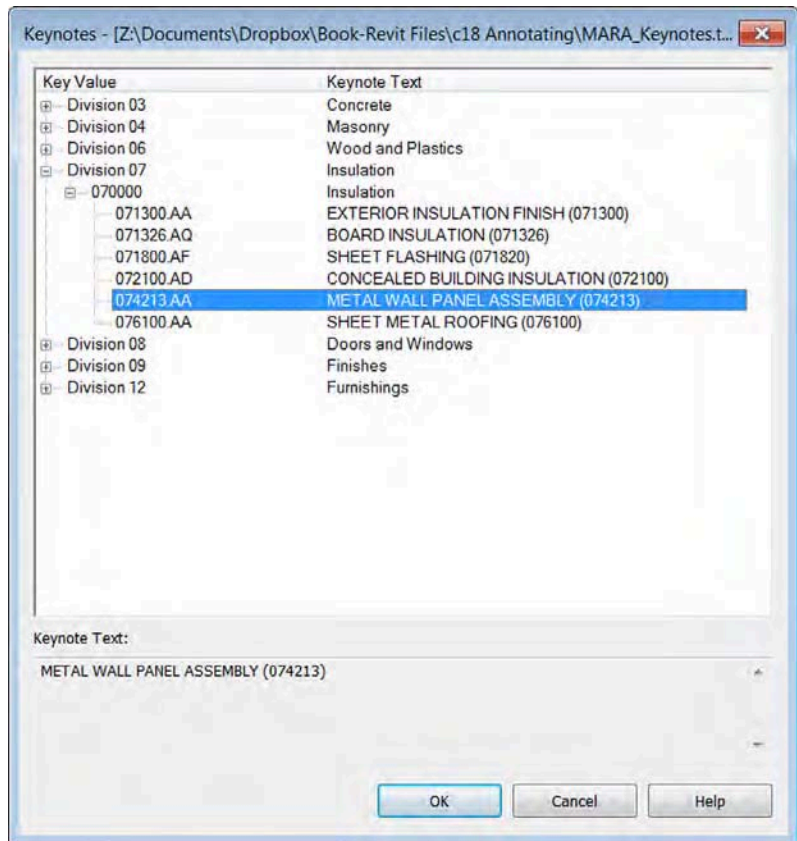 Keynotes - [Z:\Documents\Dropbox\Book-Revit Files\c18 Annotating\MARA_Keynotes.t...
Key Value Keynote Text
Division 03 Concrete
Division 04 Masonry
Division 06 Wood and Plastics
Division 07 Insulation
070000 Insulation
071300.AA EXTERIOR INSULATION FINISH (071300)
071326.AQ BOARD INSULATION (071326)
071800.AF SHEET FLASHING (071820)
072100.AD CONCEALED BUILDING INSULATION (072100)
074213.AA METAL WALL PANEL ASSEMBLY (074213)
076100.AA SHEET METAL ROOFING (076100)
Division 08 Doors and Windows
Division 09 Finishes
Division 12 Furnishings
Keynote Text:
METAL WALL PANEL ASSEMBLY (074213)
OK Cancel Help